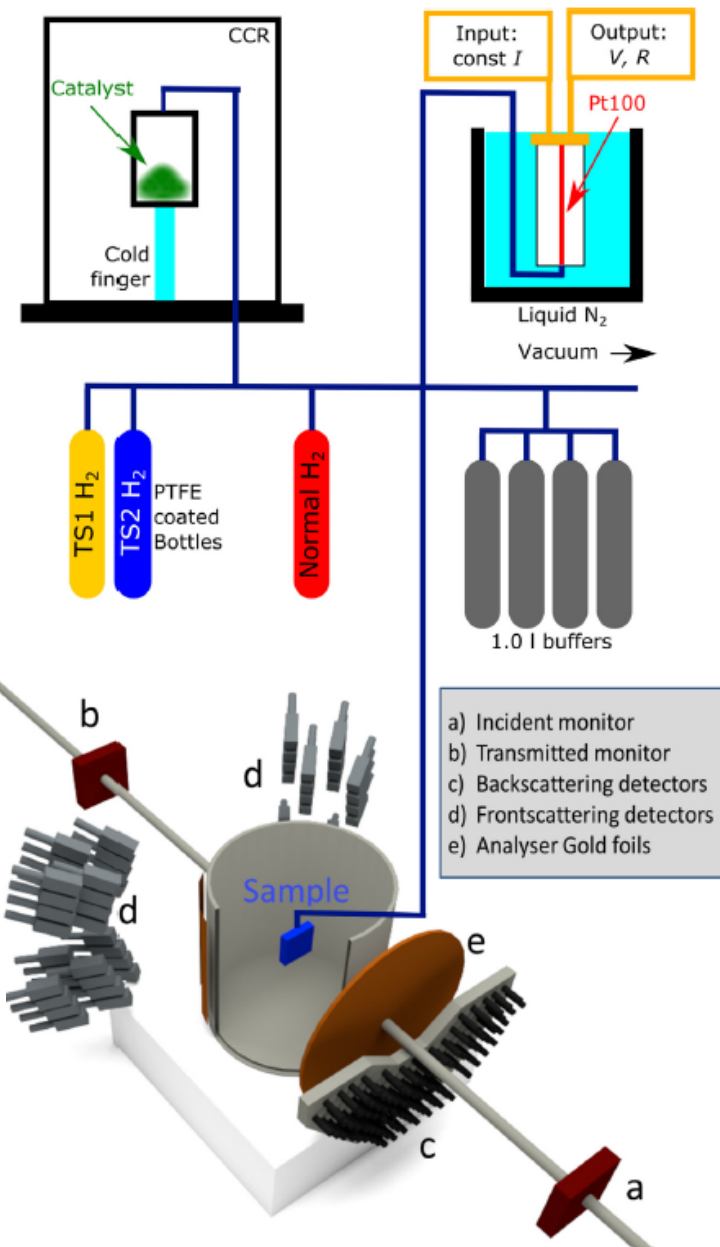 CCR
Catalyst
Cold
finger
Input:
const I
Output:
V, R
Pt100
Liquid N₂
Vacuum
TS1 H₂
TS2 H₂
PTFE
coated
Bottles
Normal H₂
1.0 l buffers
a) Incident monitor
b) Transmitted monitor
c) Backscattering detectors
d) Frontscattering detectors
e) Analyser Gold foils
b
d
Sample
d
e
c
a